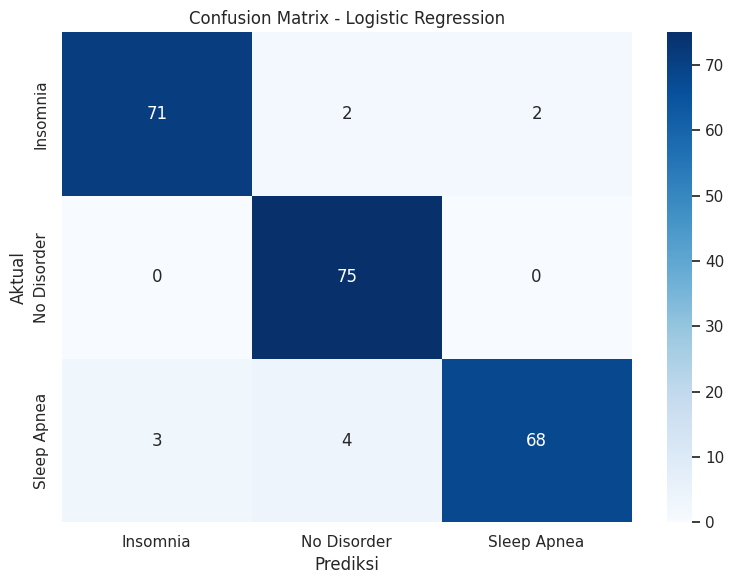 Confusion Matrix - Logistic Regression
Aktual
Insomnia
71
2
2
No Disorder
0
75
0
Sleep Apnea
3
4
68
Insomnia
No Disorder
Sleep Apnea
Prediksi
70
60
50
40
30
20
10
0